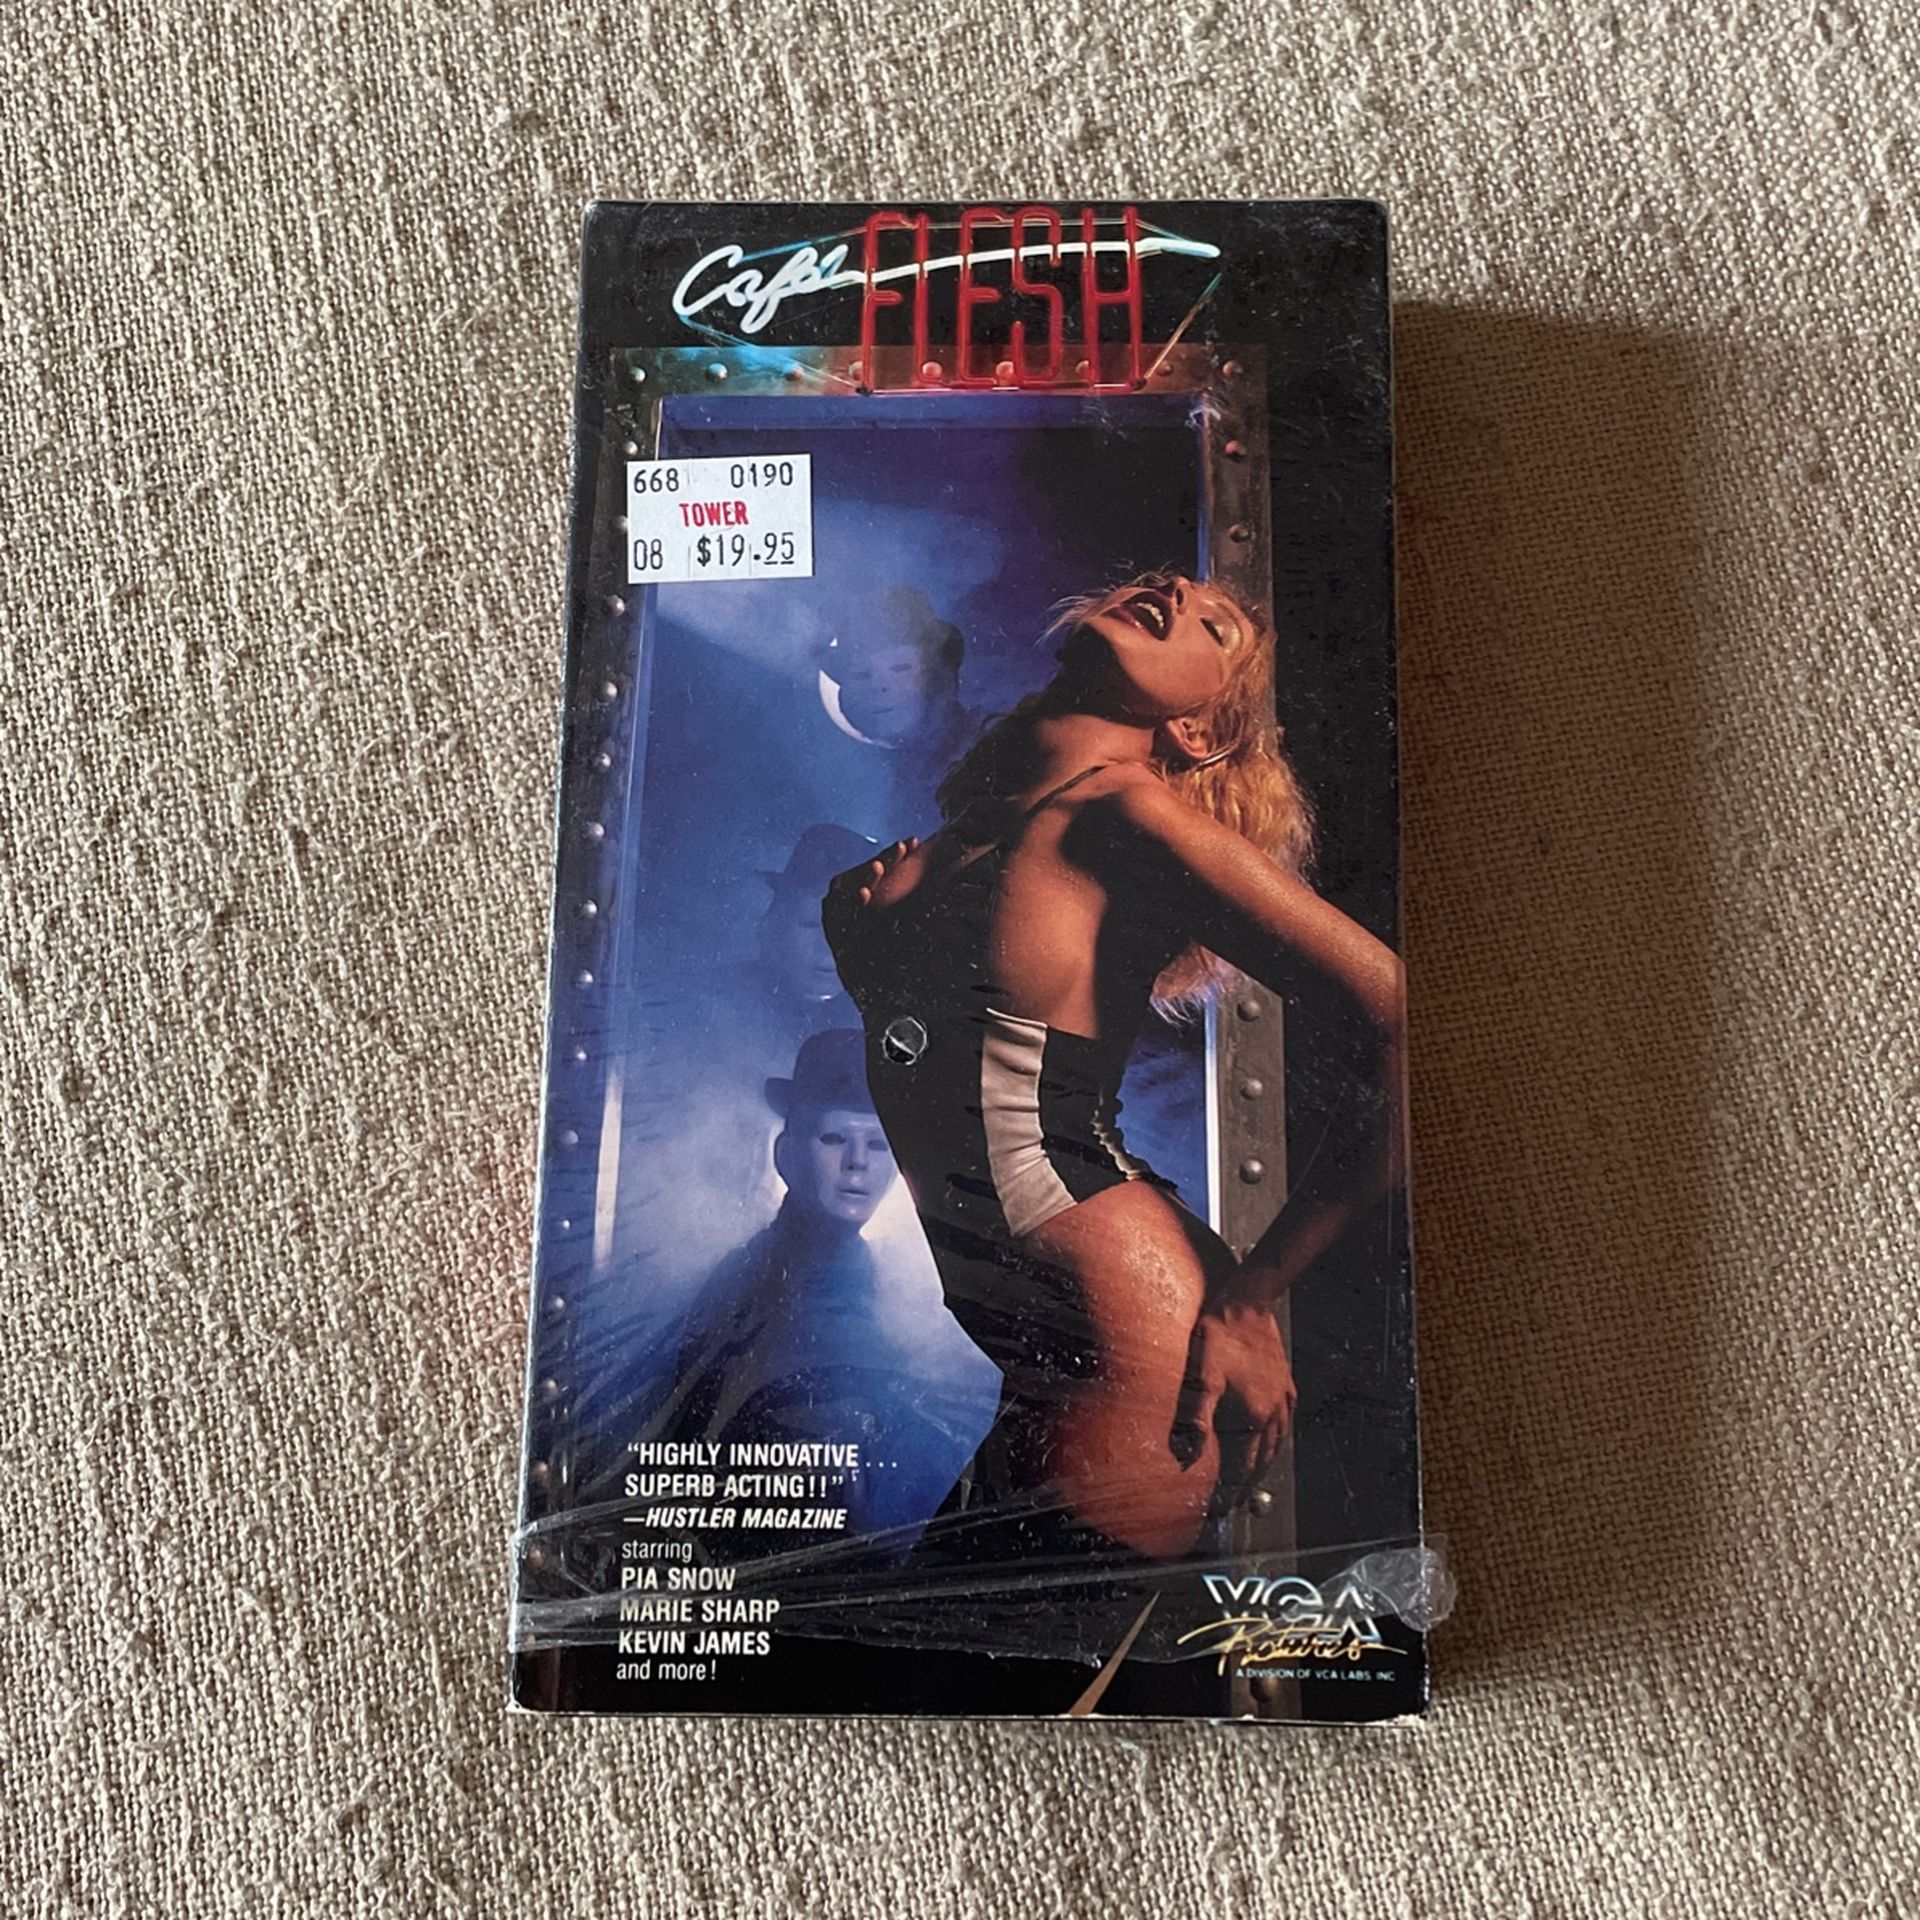 Café FLESH
668 0190
TOWER
08 $19.95
"HIGHLY INNOVATIVE...
SUPERB ACTING!!"
—HUSTLER MAGAZINE
starring
PIA SNOW
MARIE SHARP
KEVIN JAMES
and more!
VCA
Pictures
A DIVISION OF VCA LABS, INC